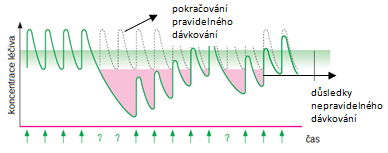 pokračování
pravidelného
dávkování
koncentrace léčiva
důsledky
nepravidelného
dávkování
? ? ?
čas